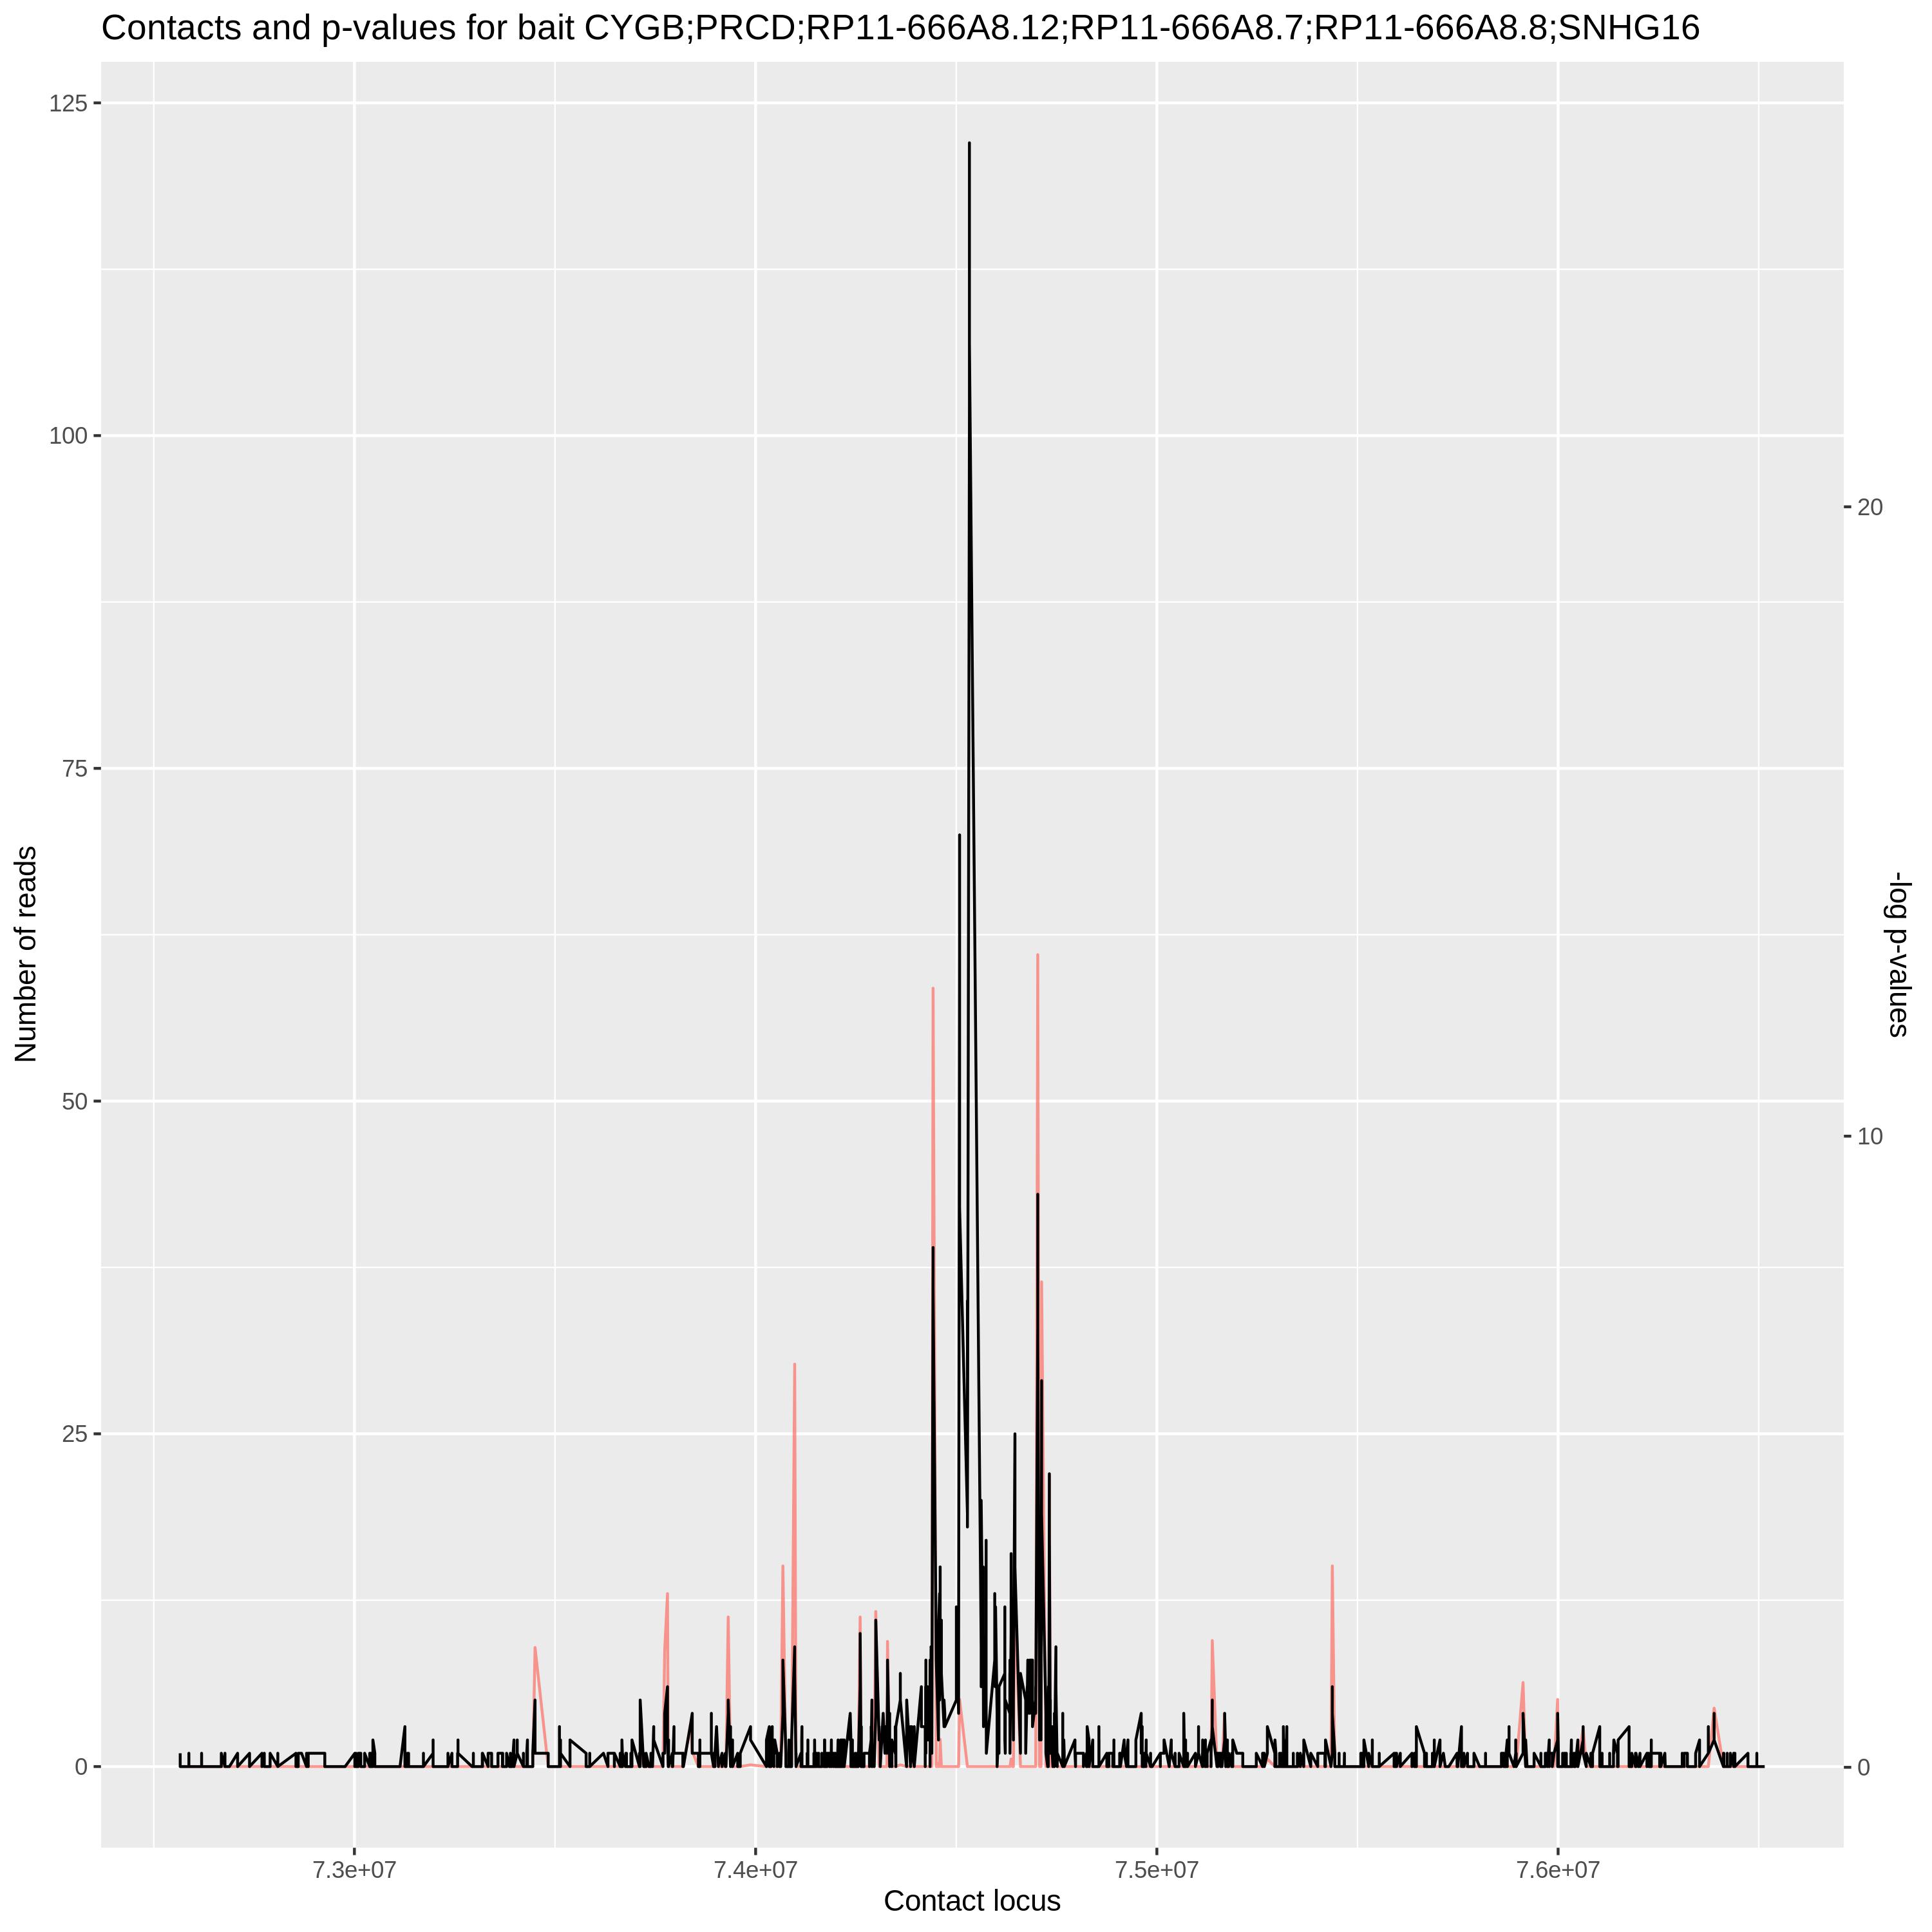 Contacts and p-values for bait CYGB;PRCD;RP11-666A8.12;RP11-666A8.7;RP11-666A8.8;SNHG16
125
100
75
50
25
0
Number of reads
20
10
0
-log p-values
7.3e+07 7.4e+07 7.5e+07 7.6e+07
Contact locus